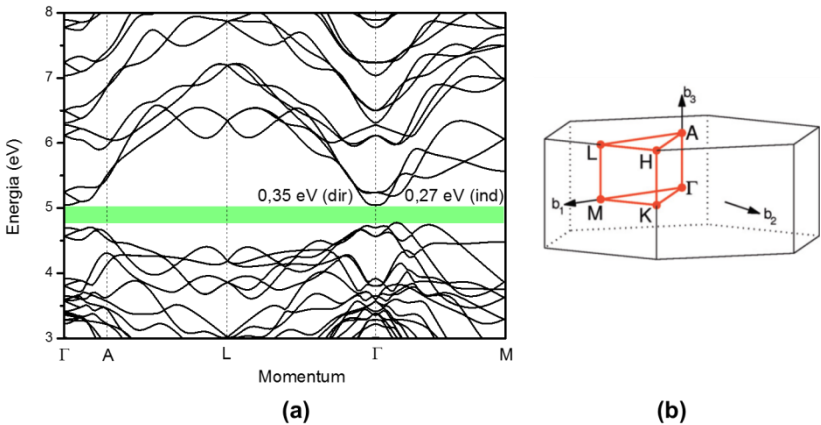 8
7
6
5
4
3
Energia (eV)
0,35 eV (dir)
0,27 eV (ind)
Γ A L Γ M
Momentum
(a)
b3
A
L
H
Γ
M
K
b1
b2
(b)